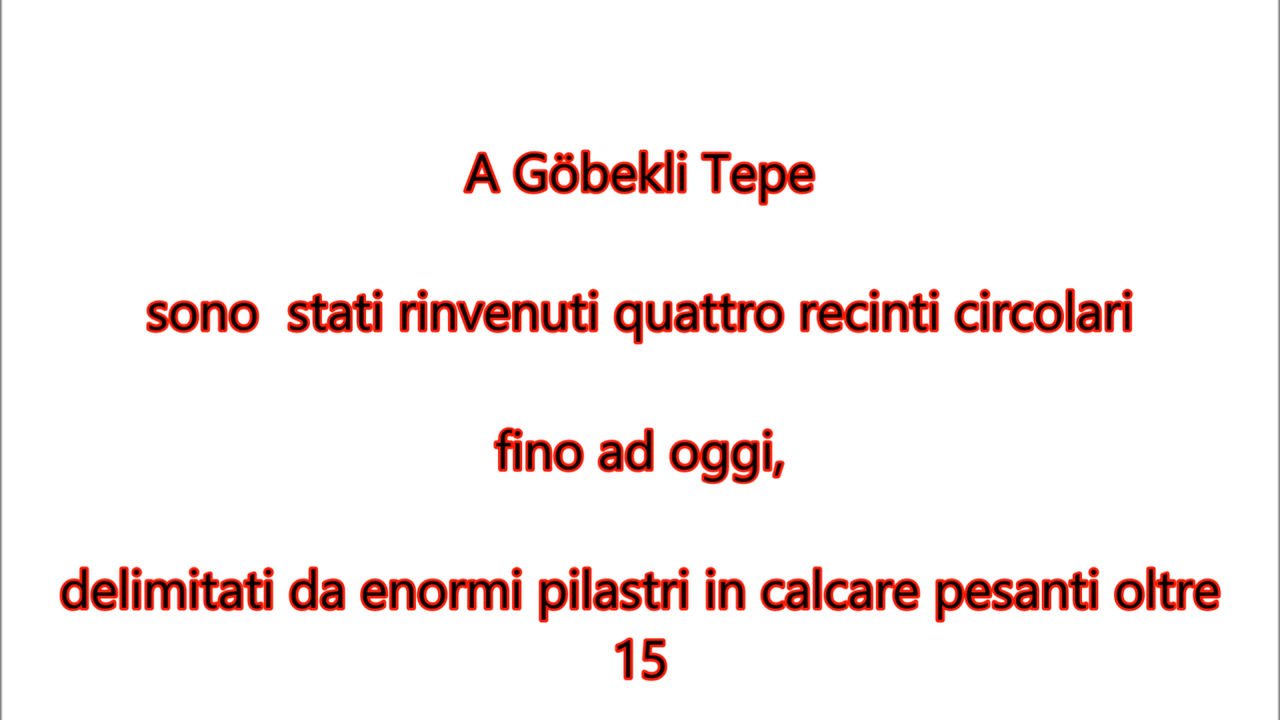 A Göbekli Tepe
sono  stati rinvenuti quattro recinti circolari
fino ad oggi,
delimitati da enormi pilastri in calcare pesanti oltre
15